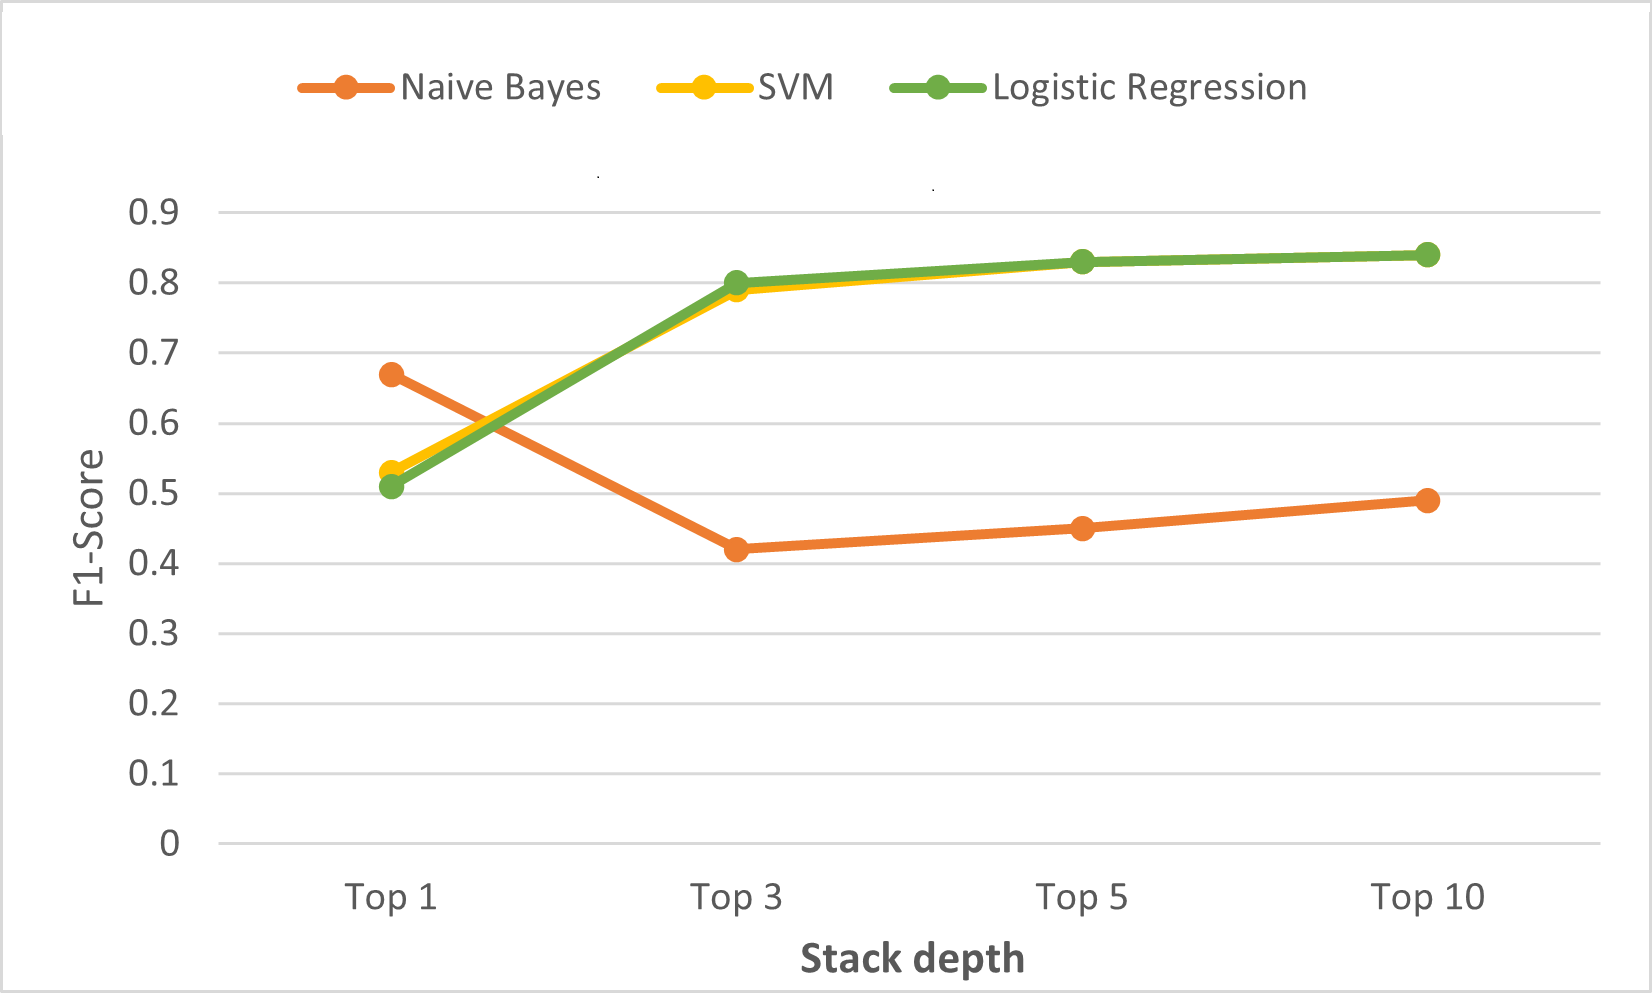 Naive Bayes SVM Logistic Regression
0.9
0.8
0.7
0.6
0.5
0.4
0.3
0.2
0.1
0
F1-Score
Top 1 Top 3 Top 5 Top 10
Stack depth